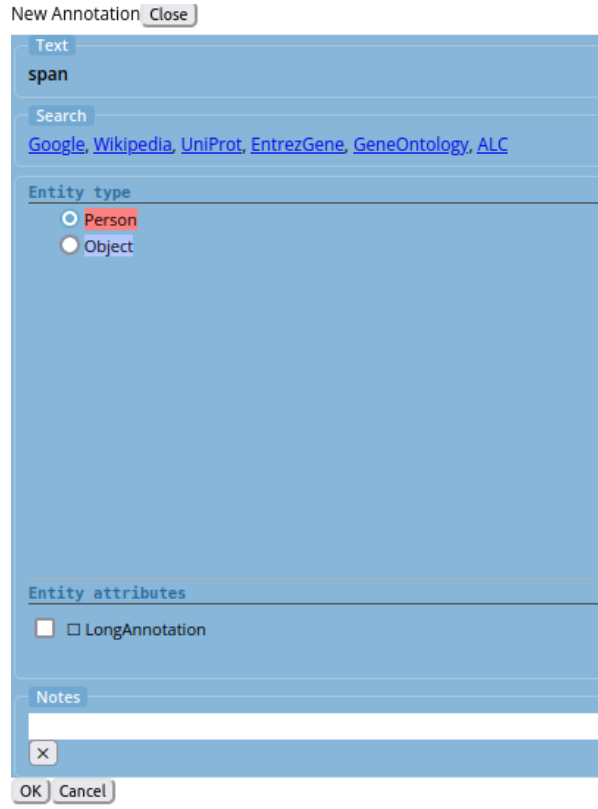 New Annotation Close
Text
span
Search
Google, Wikipedia, UniProt, EntrezGene, GeneOntology, ALC
Entity type
Person
Object
Entity attributes
☐ LongAnnotation
Notes
×
OK Cancel